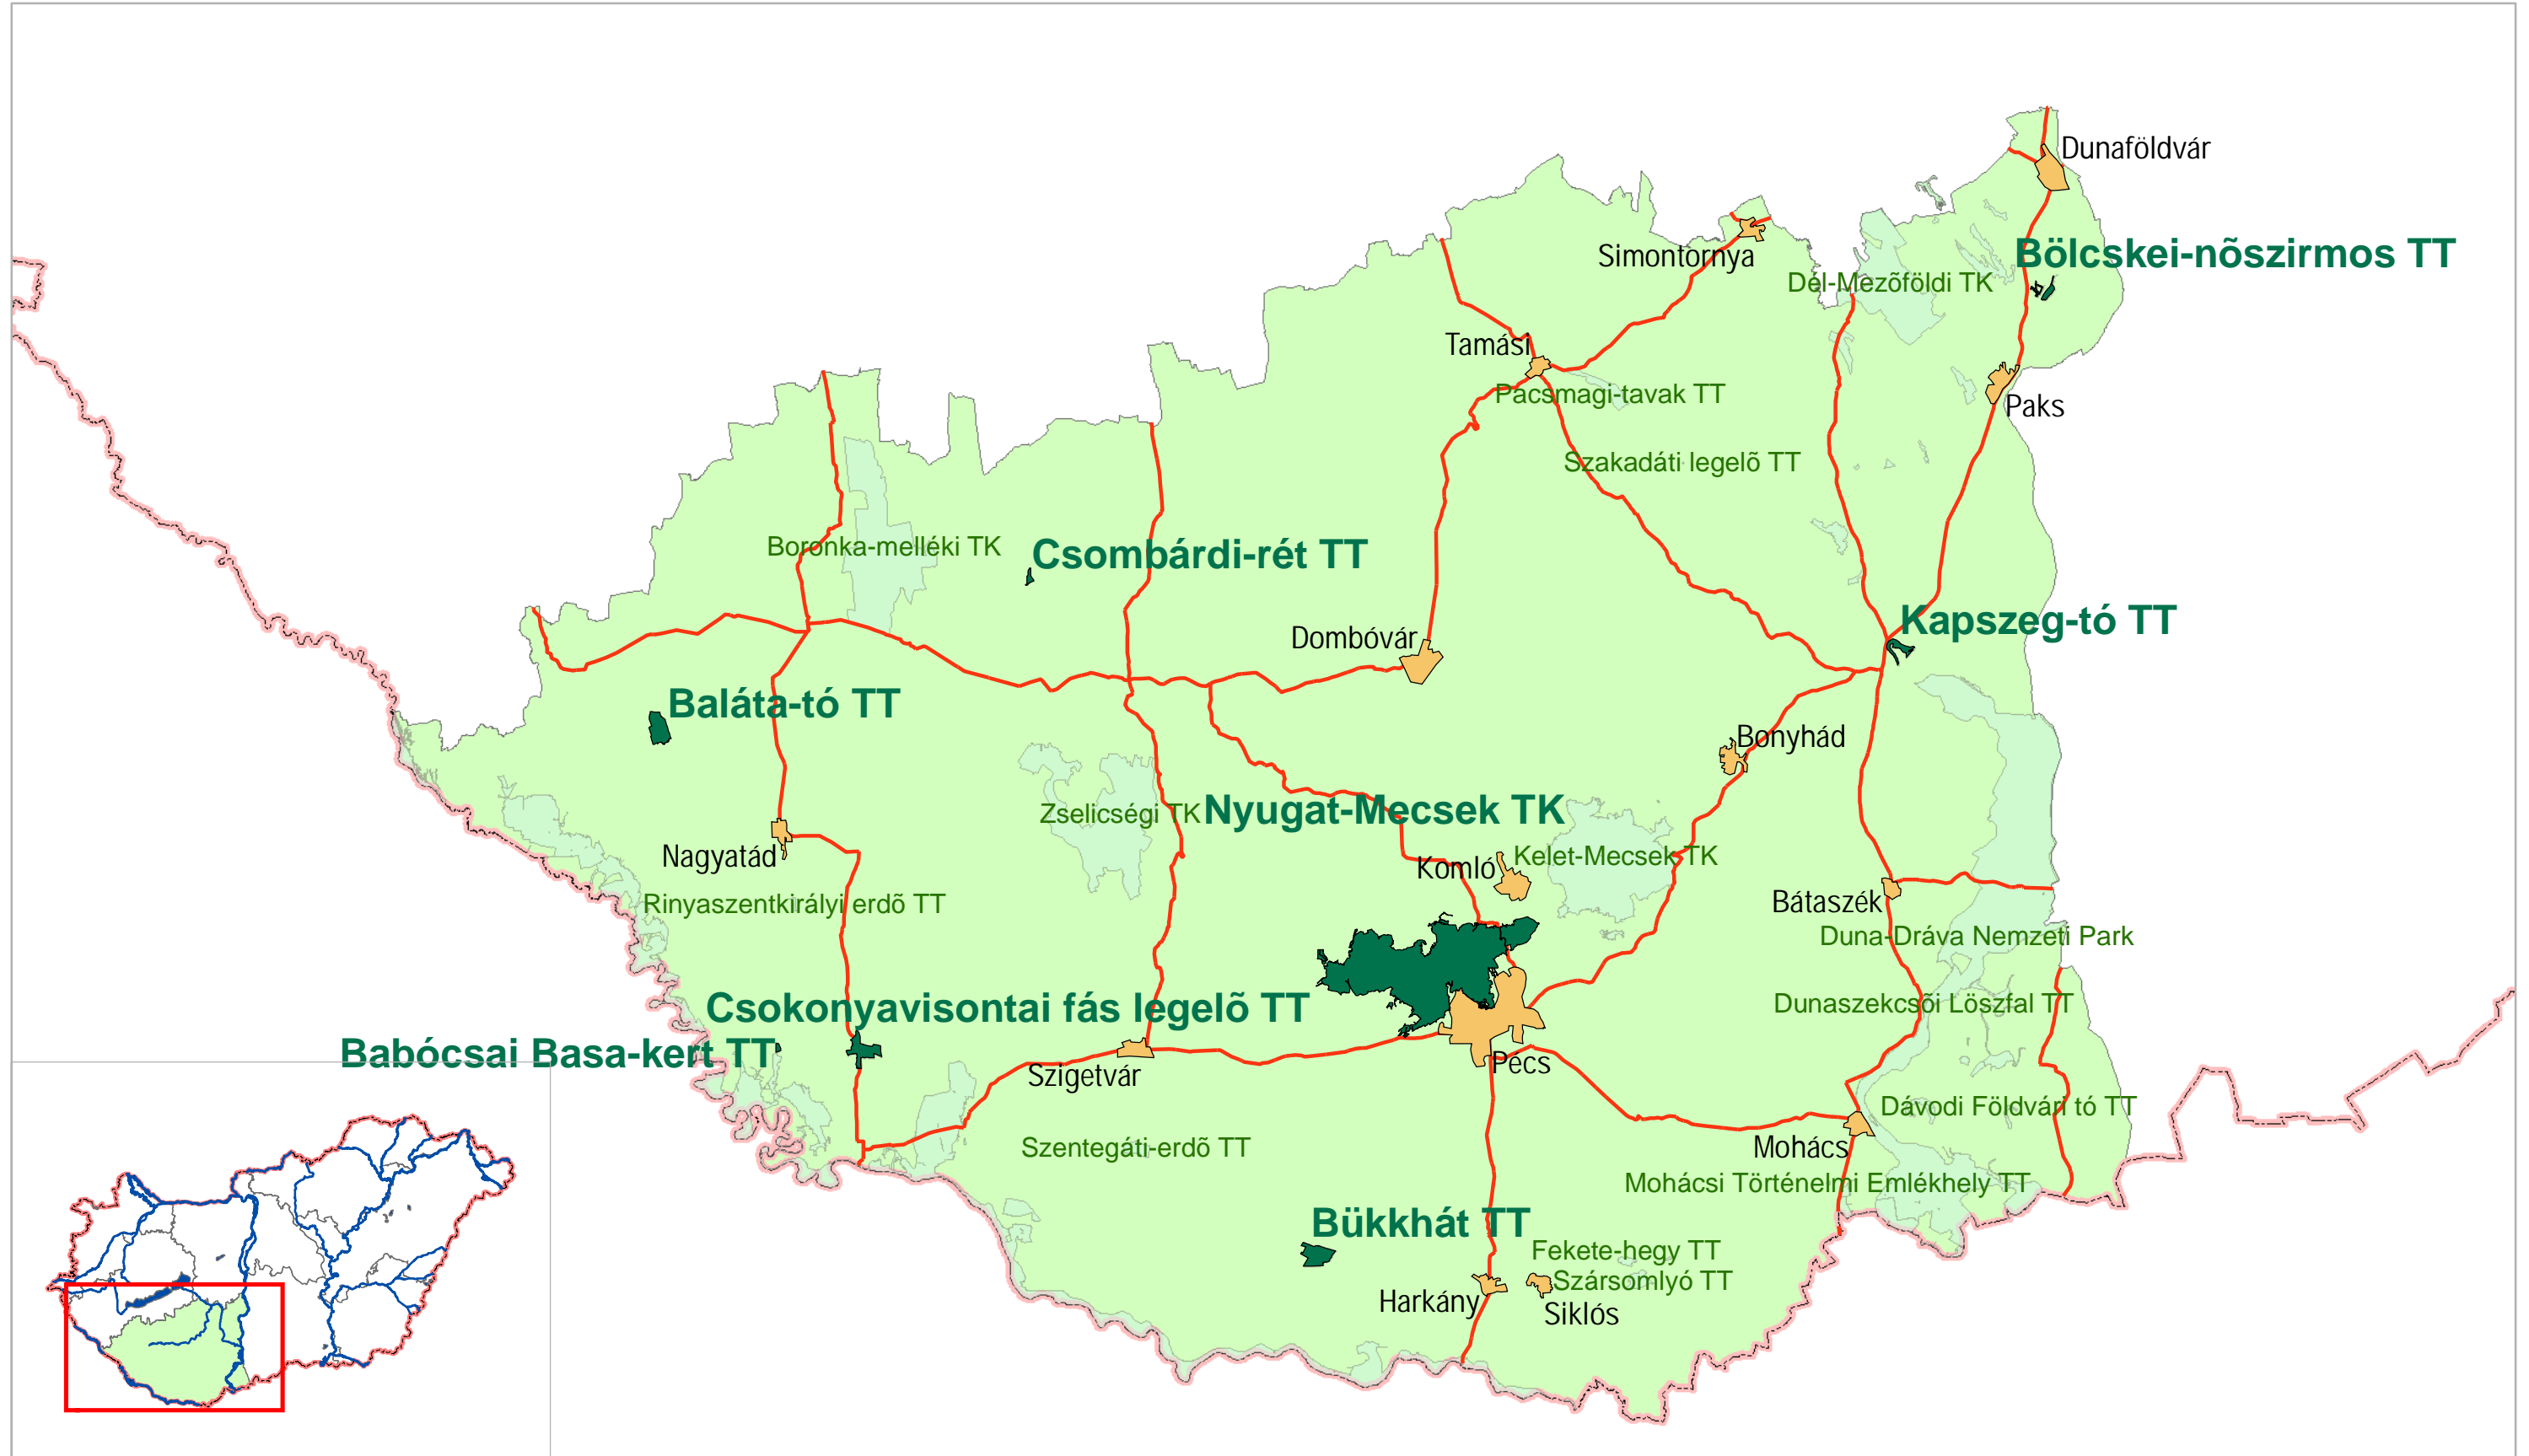 Dunaföldvár
Bölcskei-nõszirmos TT
Simontornya
Dél-Mezõföldi TK
Tamási
Pacsmagi-tavak TT
Paks
Szakadáti legelõ TT
Boronka-melléki TK
Csombárdi-rét TT
Kapszeg-tó TT
Dombóvár
Baláta-tó TT
Bonyhád
Zselicségi TK
Nyugat-Mecsek TK
Nagyatád
Komló
Kelet-Mecsek TK
Rinyaszentkirályi erdõ TT
Bátaszék
Duna-Dráva Nemzeti Park
Csokonyavisontai fás legelõ TT
Dunaszekcsõi Löszfal TT
Babócsai Basa-kert TT
Szigetvár
Pécs
Dávodi Földvári tó TT
Szentegáti-erdõ TT
Mohács
Mohácsi Történelmi Emlékhely TT
Bükkhát TT
Fekete-hegy TT
Szársomlyó TT
Harkány
Siklós